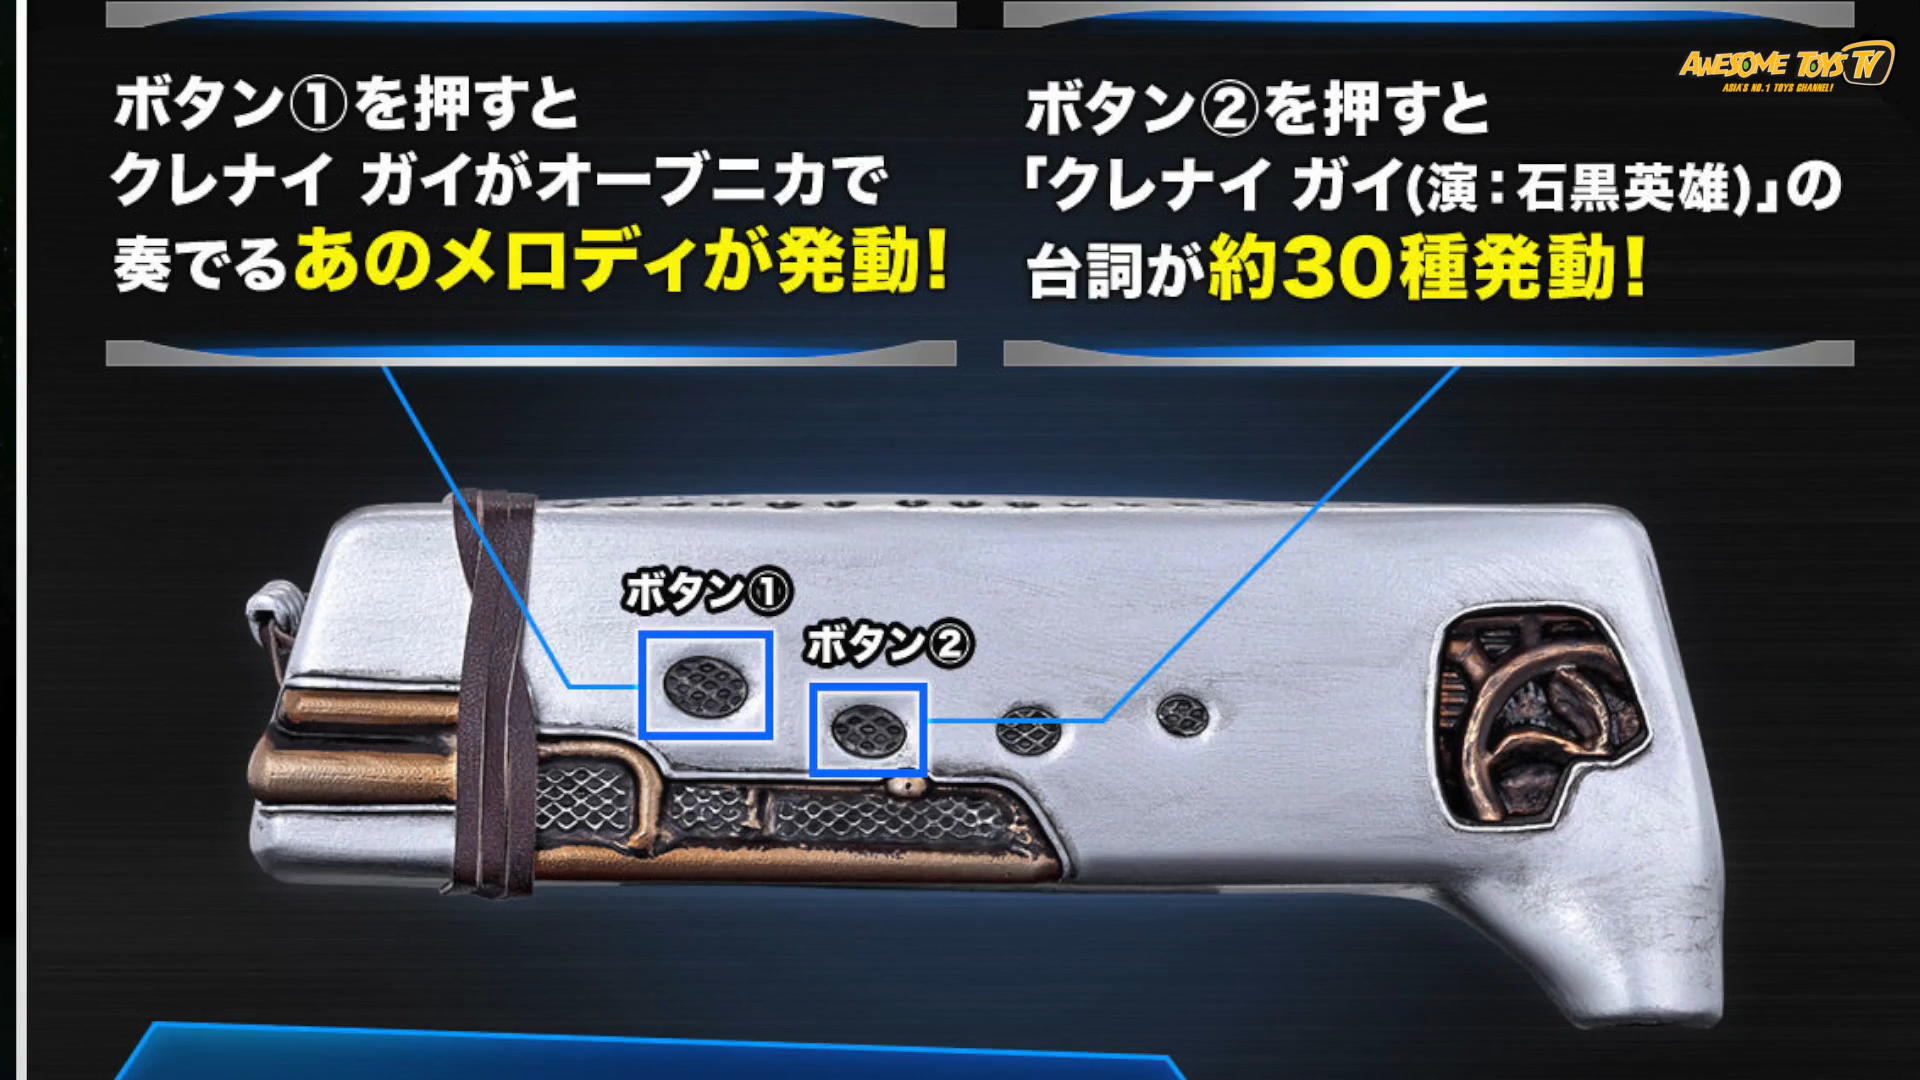 AWESOME TOYS TV
ASIA'S NO.1 TOYS CHANNEL!
ボタン①を押すと
クレナイ ガイがオーブニカで
奏でるあのメロディが発動!
ボタン②を押すと
「クレナイ ガイ(演:石黒英雄)」の
台詞が約30種発動!
ボタン①
ボタン②